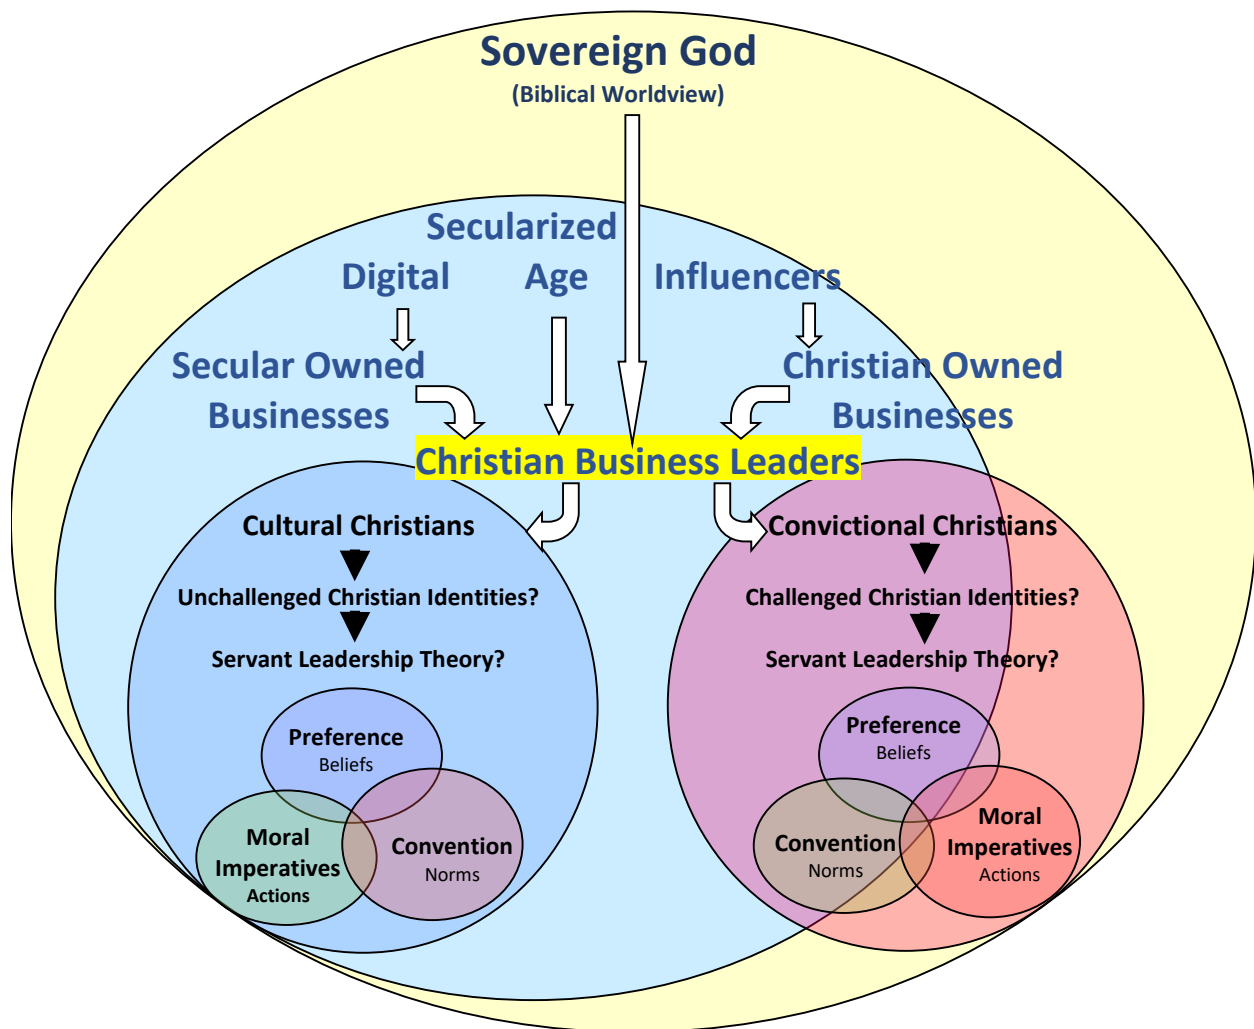 Sovereign God
(Biblical Worldview)
Secularized
Digital Age Influencers
Secular Owned
Businesses
Christian Owned
Businesses
Christian Business Leaders
Cultural Christians
Unchallenged Christian Identities?
Servant Leadership Theory?
Preference
Beliefs
Moral
Imperatives
Actions
Convention
Norms
Convictional Christians
Challenged Christian Identities?
Servant Leadership Theory?
Preference
Beliefs
Convention
Norms
Moral
Imperatives
Actions